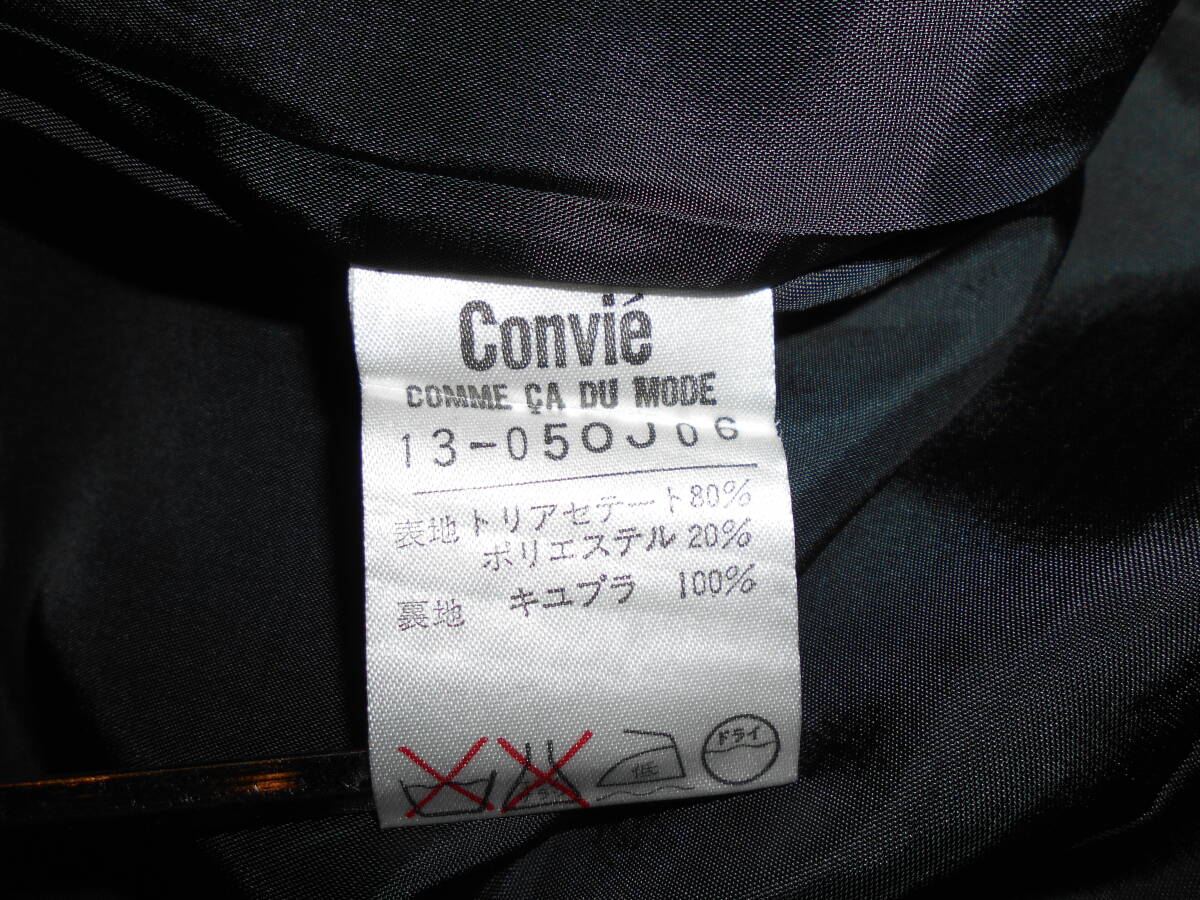 Convié
COMME ÇA DU MODE
13-050J06
表地 トリアセテート 80%
ポリエステル 20%
裏地 キユプラ 100%
低 ドライ